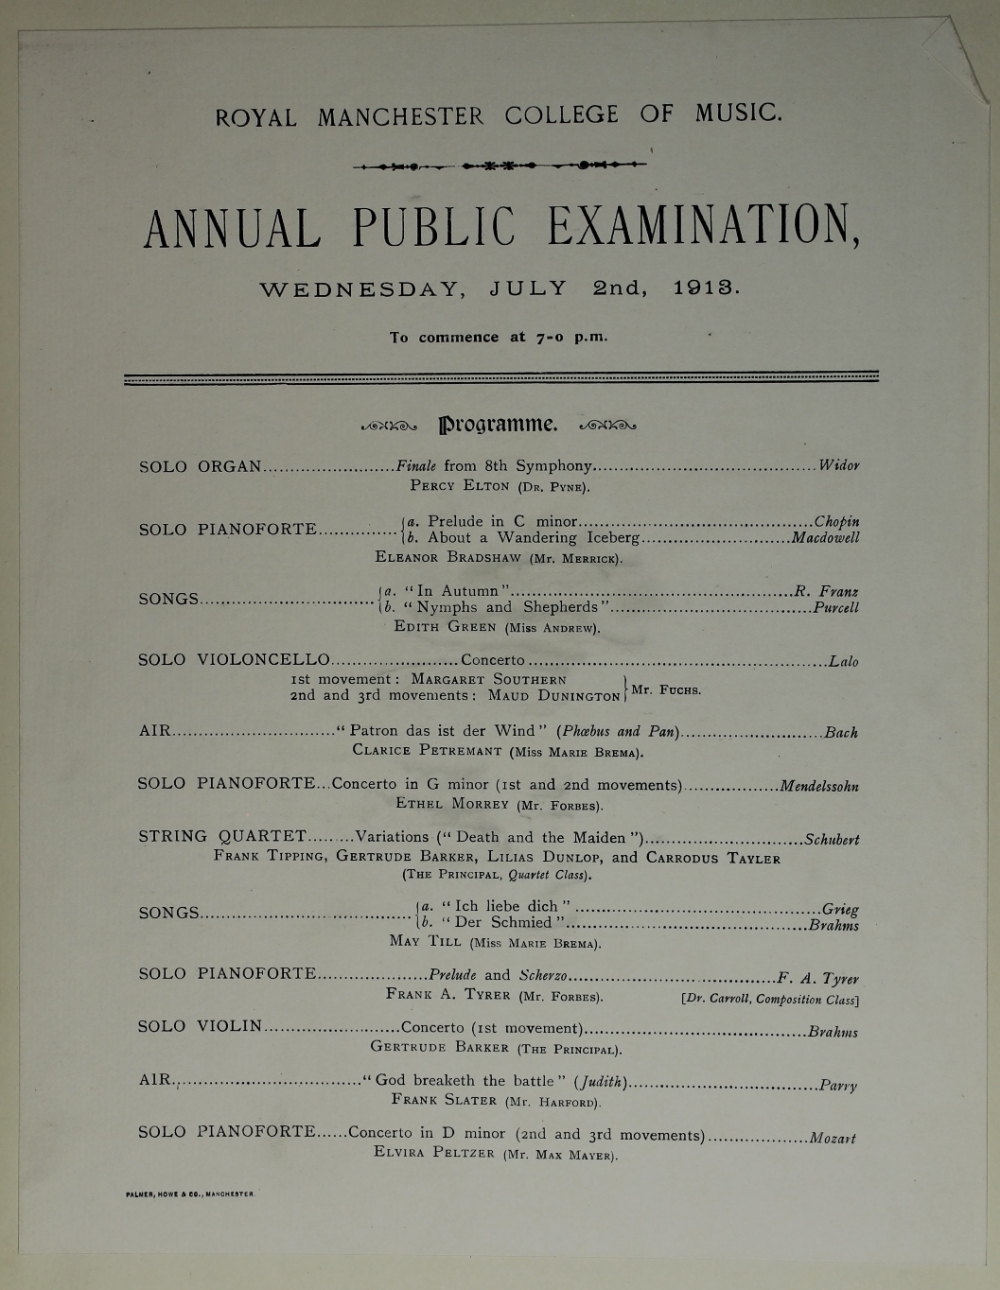 ROYAL MANCHESTER COLLEGE OF MUSIC.
ANNUAL PUBLIC EXAMINATION,
WEDNESDAY, JULY 2nd, 1913.
To commence at 7-0 p.m.
Programme.
SOLO ORGAN........................Finale from 8th Symphony........................................Widor
PERCY ELTON (DR. PYNE).
SOLO PIANOFORTE.............{a. Prelude in C minor..........................................Chopin
{b. About a Wandering Iceberg...........................Macdowell
ELEANOR BRADSHAW (MR. MERRICK).
SONGS................................{a. "In Autumn"....................................................R. Franz
{b. "Nymphs and Shepherds".....................................Purcell
EDITH GREEN (MISS ANDREW).
SOLO VIOLONCELLO.......................Concerto......................................................Lalo
1st movement: MARGARET SOUTHERN
2nd and 3rd movements: MAUD DUNINGTON} MR. FUCHS.
AIR.............................."Patron das ist der Wind" (Phœbus and Pan)..........................Bach
CLARICE PETREMANT (MISS MARIE BREMA).
SOLO PIANOFORTE...Concerto in G minor (1st and 2nd movements).................Mendelssohn
ETHEL MORREY (MR. FORBES).
STRING QUARTET.........Variations ("Death and the Maiden").............................Schubert
FRANK TIPPING, GERTRUDE BARKER, LILIAS DUNLOP, and CARRODUS TAYLER
(THE PRINCIPAL, Quartet Class).
SONGS.......................................{a. "Ich liebe dich".............................................Grieg
{b. "Der Schmied"............................................Brahms
MAY TILL (MISS MARIE BREMA).
SOLO PIANOFORTE....................Prelude and Scherzo......................................F. A. Tyrer
FRANK A. TYRER (MR. FORBES). [Dr. Carroll, Composition Class]
SOLO VIOLIN.........................Concerto (1st movement)........................................Brahms
GERTRUDE BARKER (THE PRINCIPAL).
AIR.................................."God breaketh the battle" (Judith)..................................Parry
FRANK SLATER (MR. HARFORD).
SOLO PIANOFORTE......Concerto in D minor (2nd and 3rd movements)...................Mozart
ELVIRA PELTZER (MR. MAX MAYER).
PALMER, HOWE & CO., MANCHESTER.